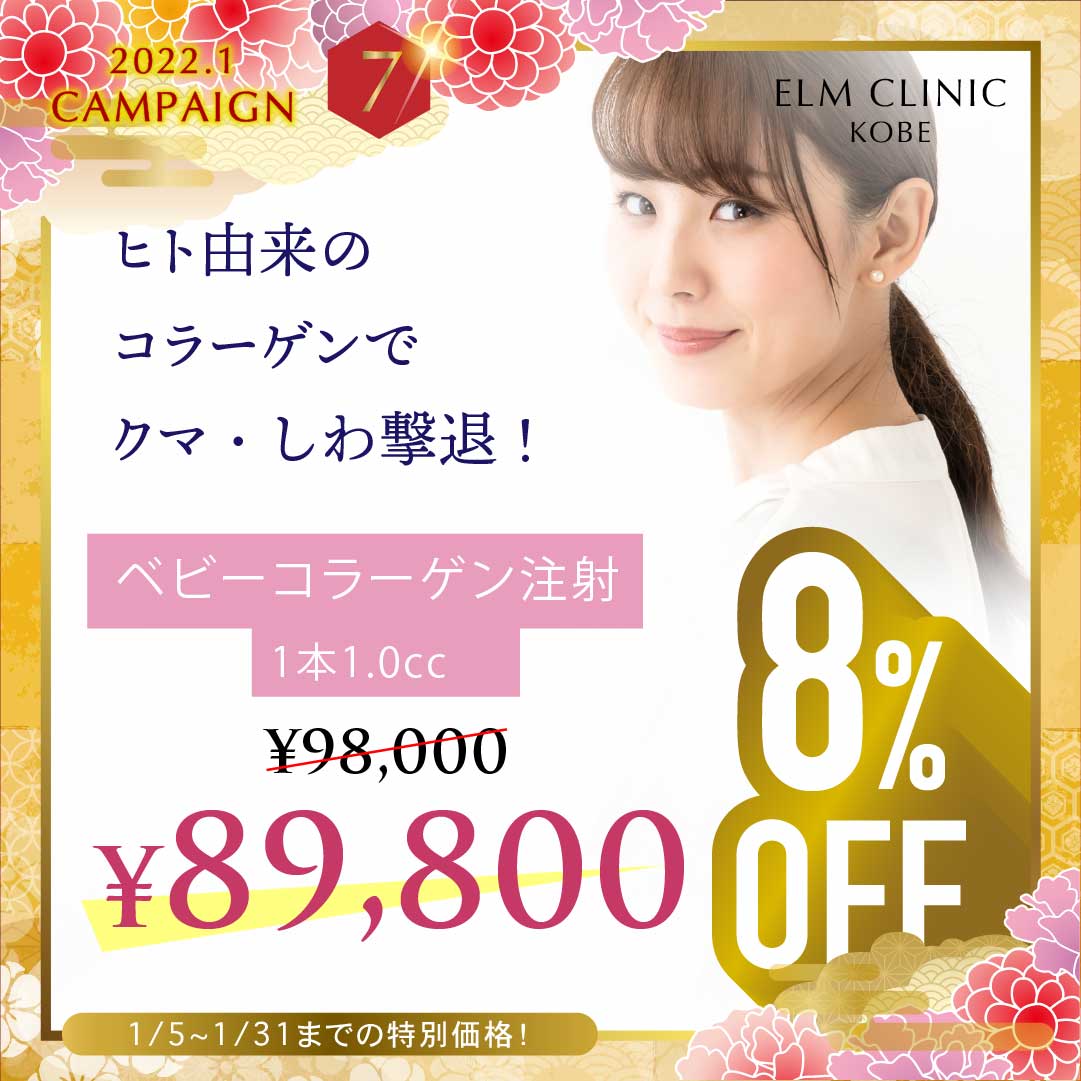 2022.1
CAMPAIGN
7
ELM CLINIC
KOBE
ヒト由来の
コラーゲンで
クマ・しわ撃退！
ベビーコラーゲン注射
1本1.0cc
¥98,000
¥89,800
8%
OFF
1/5~1/31までの特別価格！